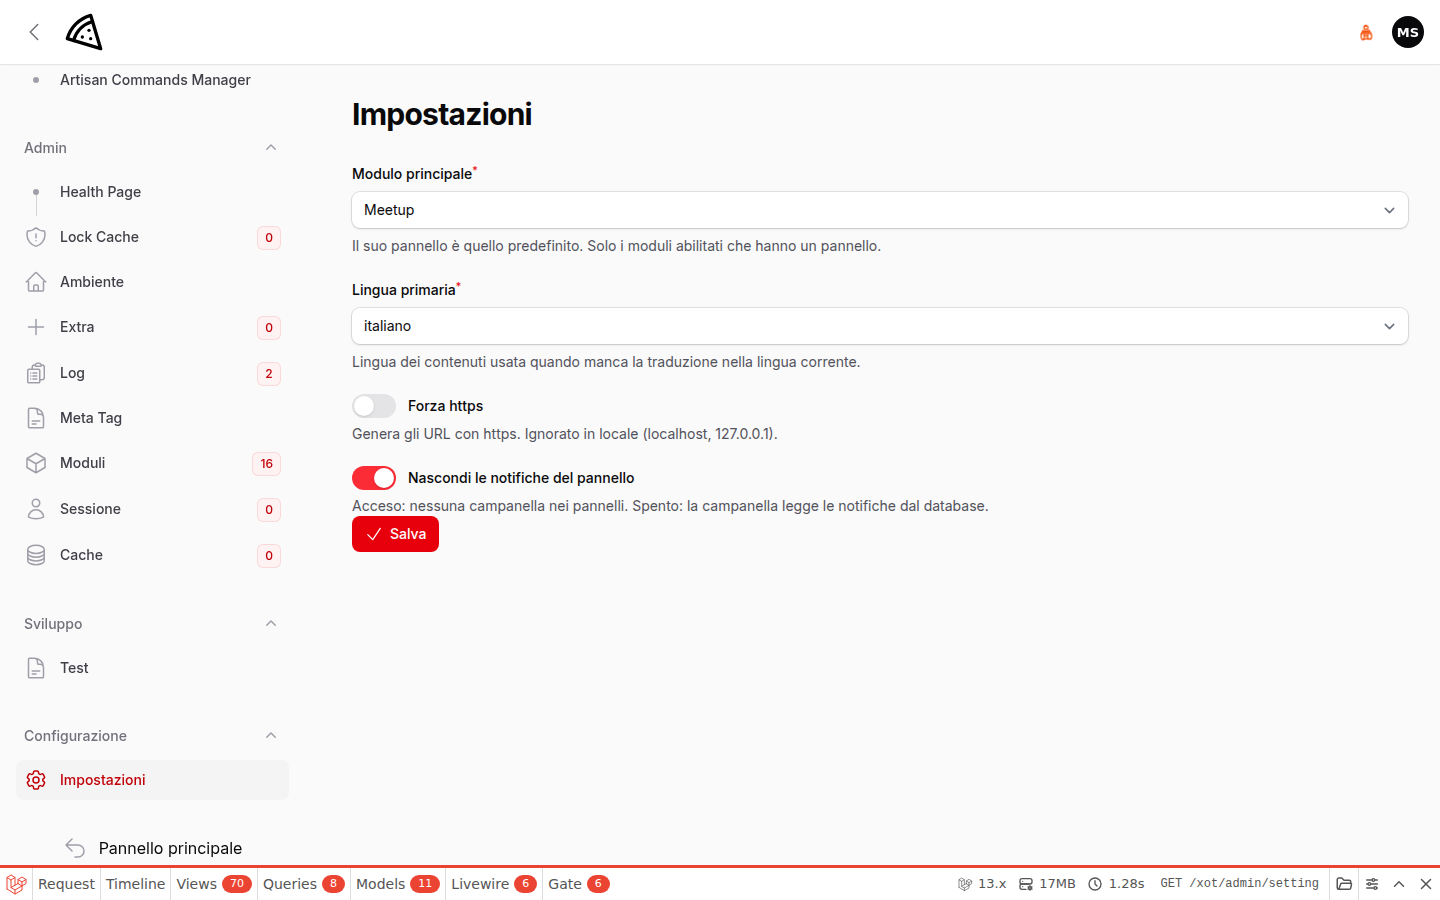 MS
Artisan Commands Manager
Admin
Health Page
Lock Cache 0
Ambiente
Extra 0
Log 2
Meta Tag
Moduli 16
Sessione 0
Cache 0
Sviluppo
Test
Configurazione
Impostazioni
Pannello principale
Impostazioni
Modulo principale*
Meetup
Il suo pannello è quello predefinito. Solo i moduli abilitati che hanno un pannello.
Lingua primaria*
italiano
Lingua dei contenuti usata quando manca la traduzione nella lingua corrente.
Forza https
Genera gli URL con https. Ignorato in locale (localhost, 127.0.0.1).
Nascondi le notifiche del pannello
Acceso: nessuna campanella nei pannelli. Spento: la campanella legge le notifiche dal database.
Salva
Request Timeline Views 70 Queries 8 Models 11 Livewire 6 Gate 6 13.x 17MB 1.28s GET /xot/admin/setting